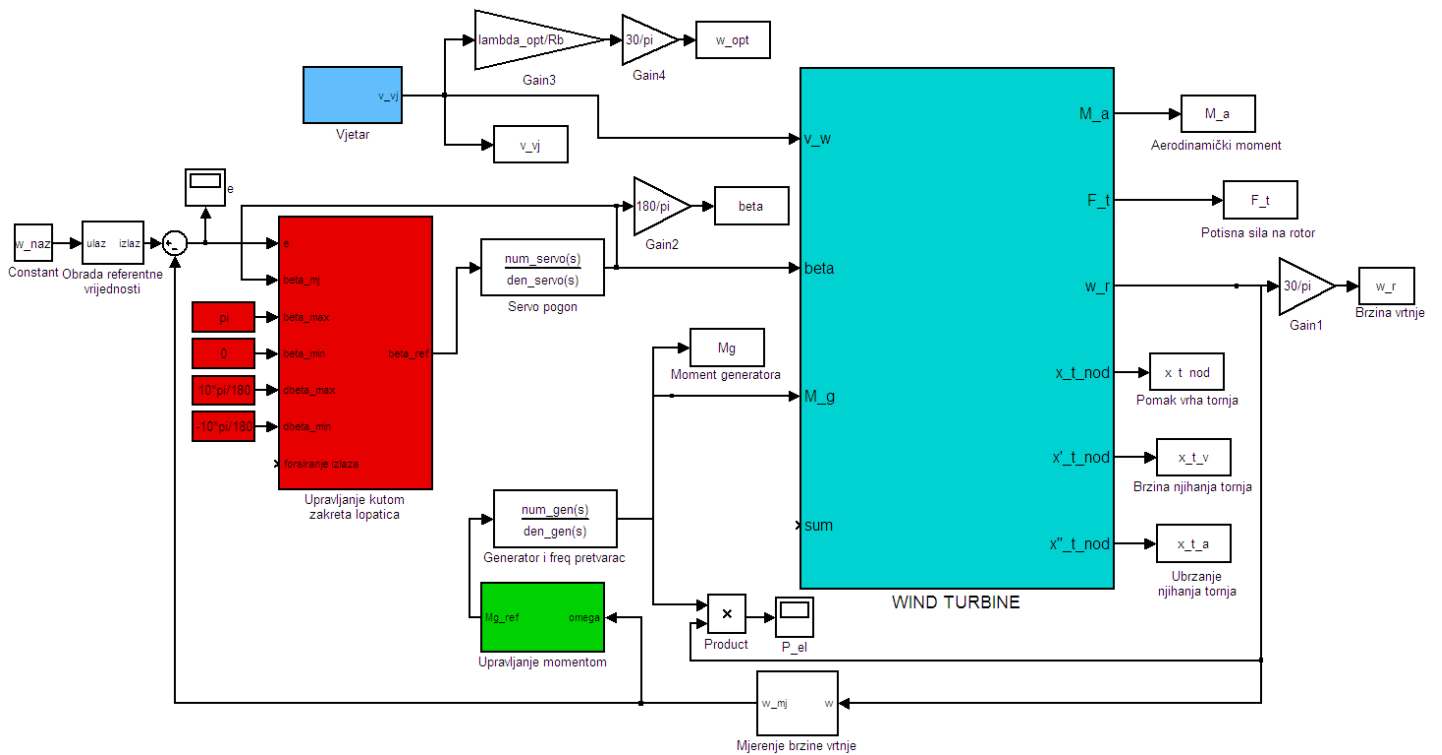 lambda_opt/Rb
Gain3
30/pi
Gain4
w_opt
v_vj
Vjetar
v_vj
e
w_naz
Constant
ulaz izlaz
Obrada referentne
vrijednosti
+
-
e
beta_mj
beta_max
beta_min
dbeta_max
dbeta_min
forsiranje izlaza
beta_ref
Upravljanje kutom
zakreta lopatica
pi
0
10*pi/180
-10*pi/180
180/pi
Gain2
beta
num_servo(s)
den_servo(s)
Servo pogon
Mg
Moment generatora
num_gen(s)
den_gen(s)
Generator i freq pretvarac
Mg_ref omega
Upravljanje momentom
×
Product
P_el
v_w
beta
M_g
sum
M_a
F_t
w_r
x_t_nod
x'_t_nod
x''_t_nod
WIND TURBINE
M_a
Aerodinamički moment
F_t
Potisna sila na rotor
30/pi
Gain1
w_r
Brzina vrtnje
x_t_nod
Pomak vrha tornja
x_t_v
Brzina njihanja tornja
x_t_a
Ubrzanje
njihanja tornja
w_mj w
Mjerenje brzine vrtnje